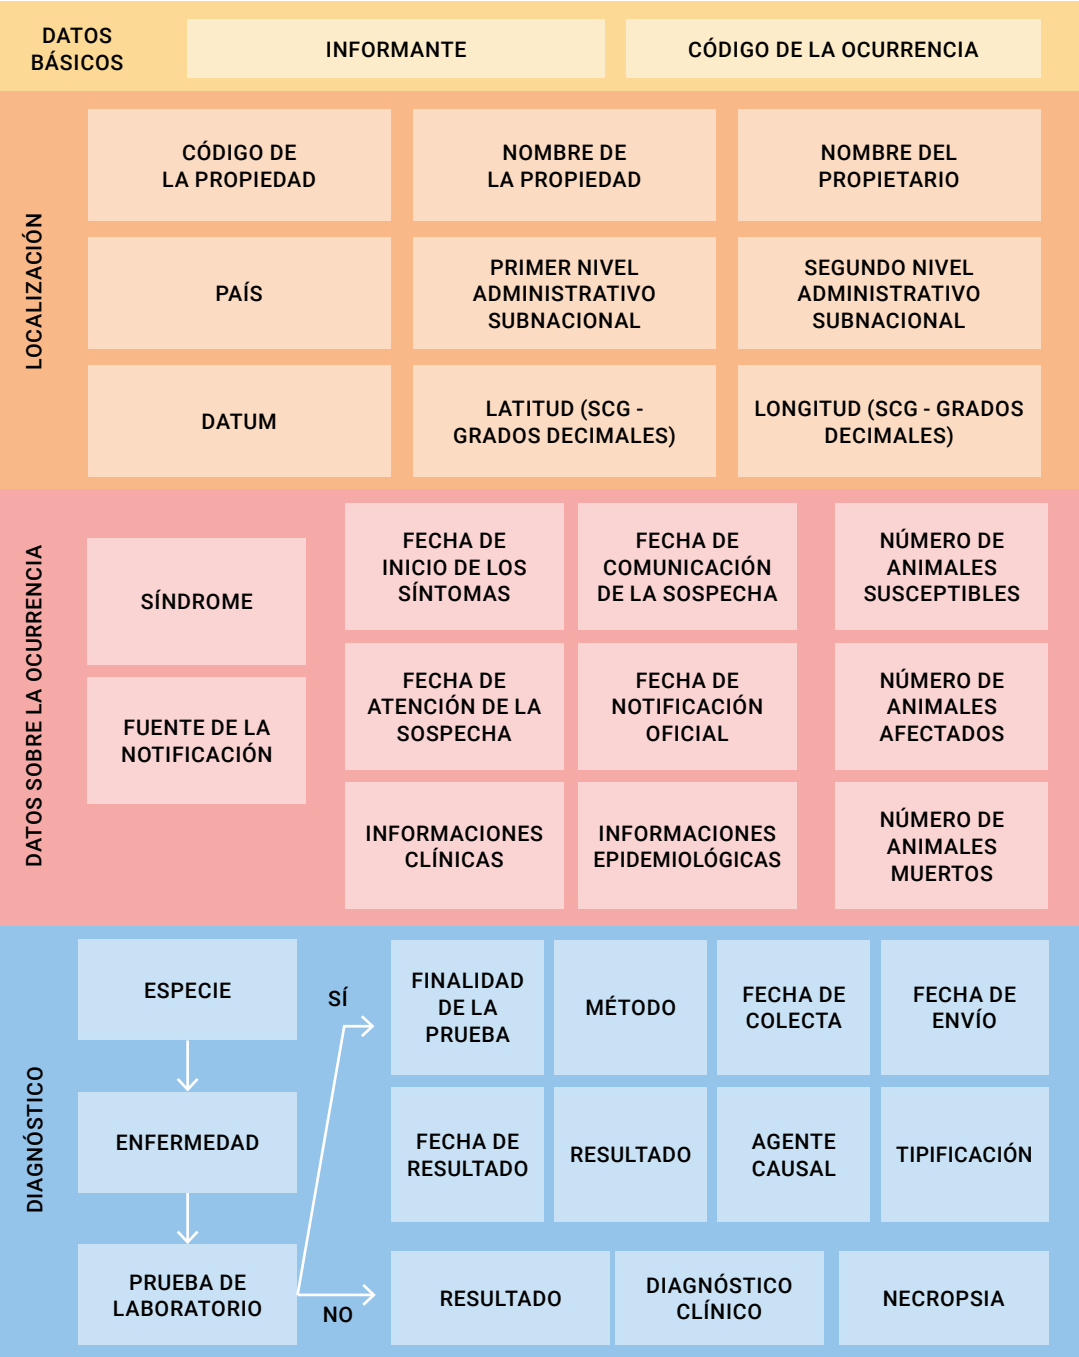 DATOS
BÁSICOS
INFORMANTE
CÓDIGO DE LA OCURRENCIA
LOCALIZACIÓN
CÓDIGO DE
LA PROPIEDAD
NOMBRE DE
LA PROPIEDAD
NOMBRE DEL
PROPIETARIO
PAÍS
PRIMER NIVEL
ADMINISTRATIVO
SUBNACIONAL
SEGUNDO NIVEL
ADMINISTRATIVO
SUBNACIONAL
DATUM
LATITUD (SCG -
GRADOS DECIMALES)
LONGITUD (SCG - GRADOS
DECIMALES)
DATOS SOBRE LA OCURRENCIA
SÍNDROME
FUENTE DE LA
NOTIFICACIÓN
FECHA DE
INICIO DE LOS
SÍNTOMAS
FECHA DE
COMUNICACIÓN
DE LA SOSPECHA
NÚMERO DE
ANIMALES
SUSCEPTIBLES
FECHA DE
ATENCIÓN DE LA
SOSPECHA
FECHA DE
NOTIFICACIÓN
OFICIAL
NÚMERO DE
ANIMALES
AFECTADOS
INFORMACIONES
CLÍNICAS
INFORMACIONES
EPIDEMIOLÓGICAS
NÚMERO DE
ANIMALES
MUERTOS
DIAGNÓSTICO
ESPECIE
ENFERMEDAD
PRUEBA DE
LABORATORIO
SÍ
FINALIDAD
DE LA
PRUEBA
MÉTODO
FECHA DE
COLECTA
FECHA DE
ENVÍO
FECHA DE
RESULTADO
RESULTADO
AGENTE
CAUSAL
TIPIFICACIÓN
NO
RESULTADO
DIAGNÓSTICO
CLÍNICO
NECROPSIA